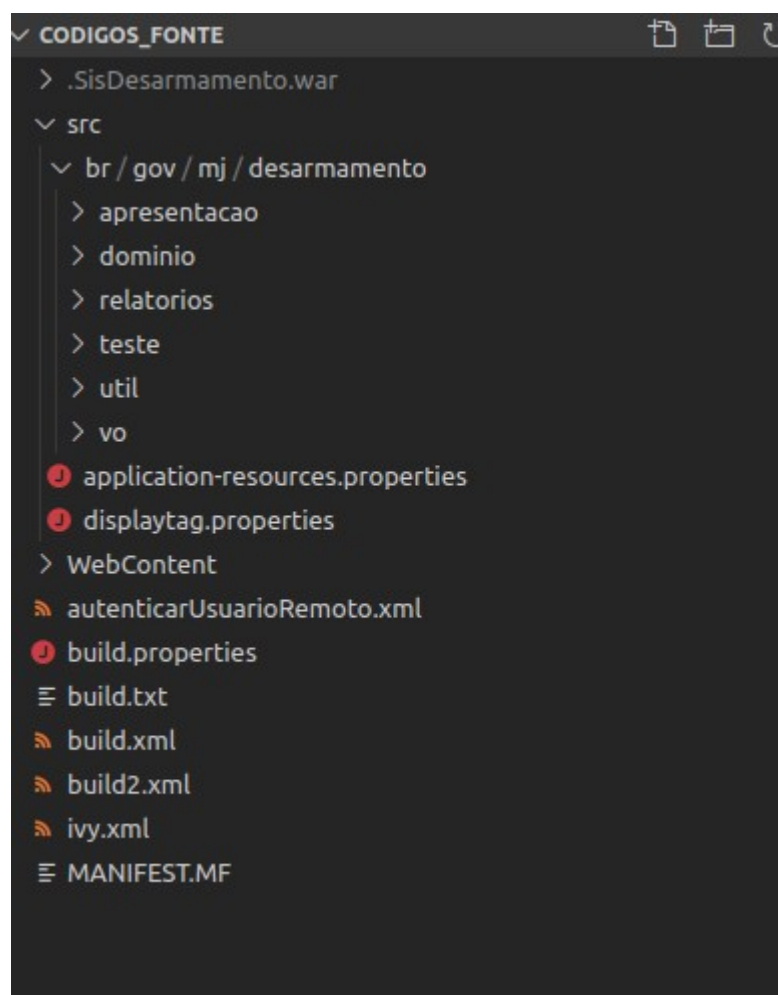 CODIGOS_FONTE
.SisDesarmamento.war
src
br / gov / mj / desarmamento
apresentacao
dominio
relatorios
teste
util
vo
application-resources.properties
displaytag.properties
WebContent
autenticarUsuarioRemoto.xml
build.properties
build.txt
build.xml
build2.xml
ivy.xml
MANIFEST.MF